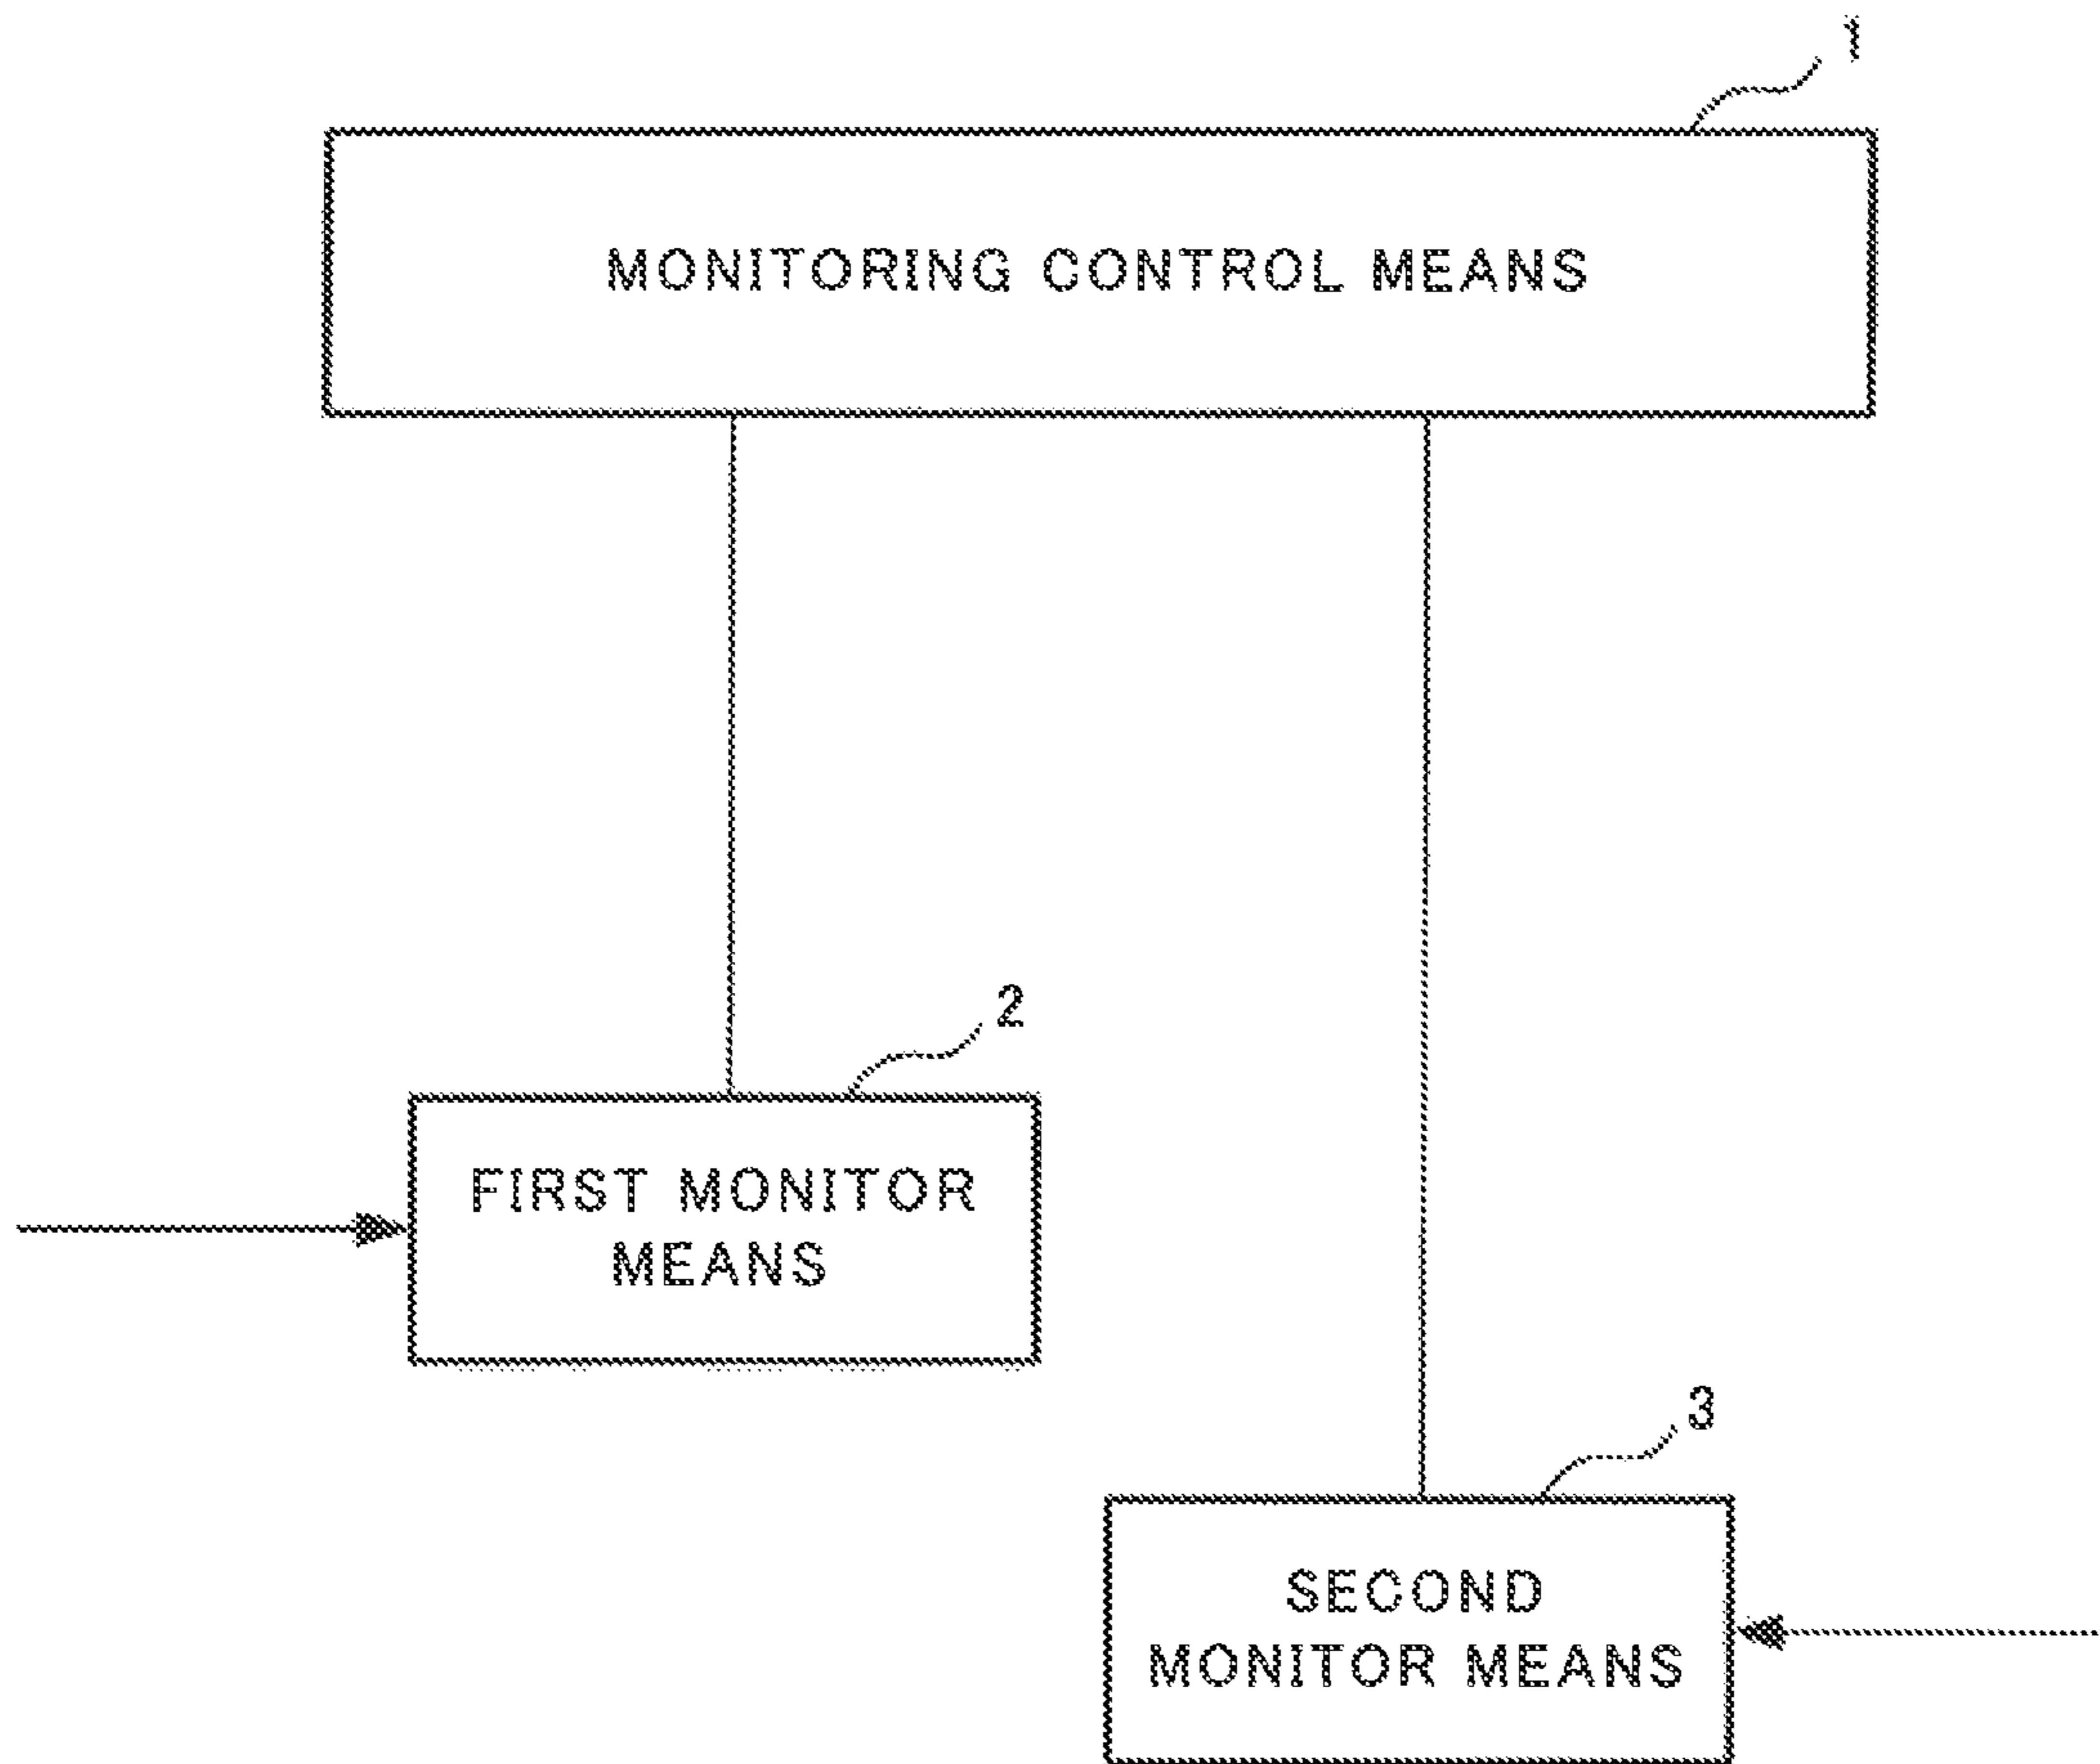 1
MONITORING CONTROL MEANS
2
FIRST MONITOR
MEANS
3
SECOND
MONITOR MEANS